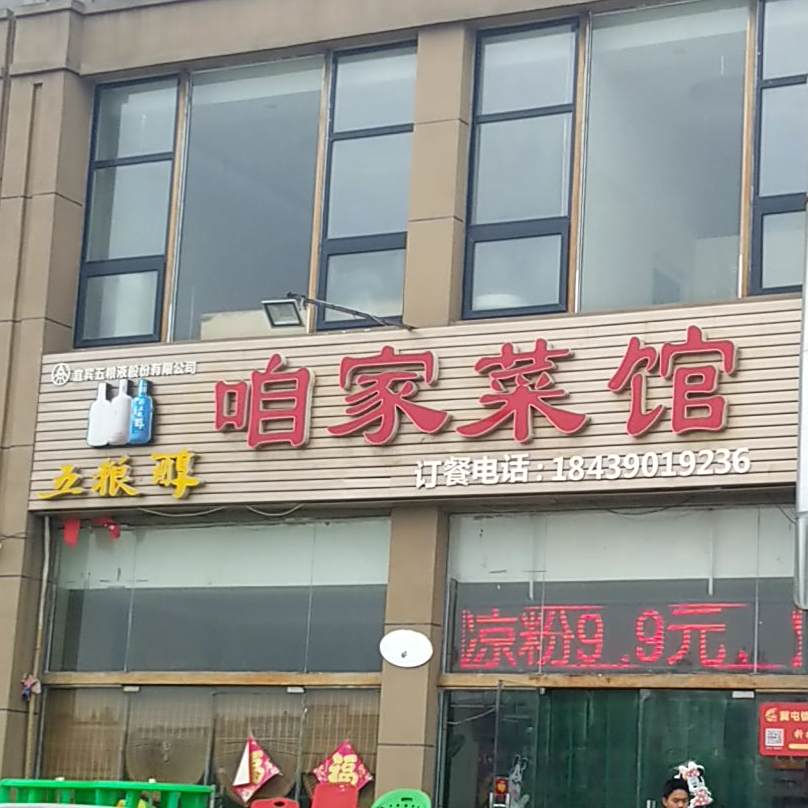 宜宾五粮液股份有限公司
咱家菜馆
五粮醇
订餐电话:18439019236
凉粉9.9元
福
福